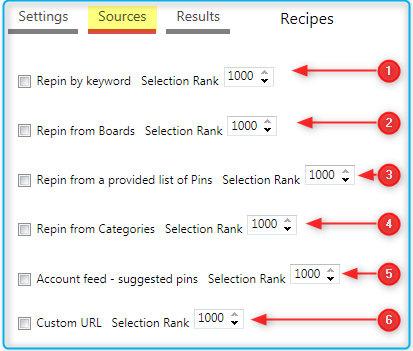 Settings Sources Results Recipes
Repin by keyword Selection Rank 1000 1
Repin from Boards Selection Rank 1000 2
Repin from a provided list of Pins Selection Rank 1000 3
Repin from Categories Selection Rank 1000 4
Account feed - suggested pins Selection Rank 1000 5
Custom URL Selection Rank 1000 6